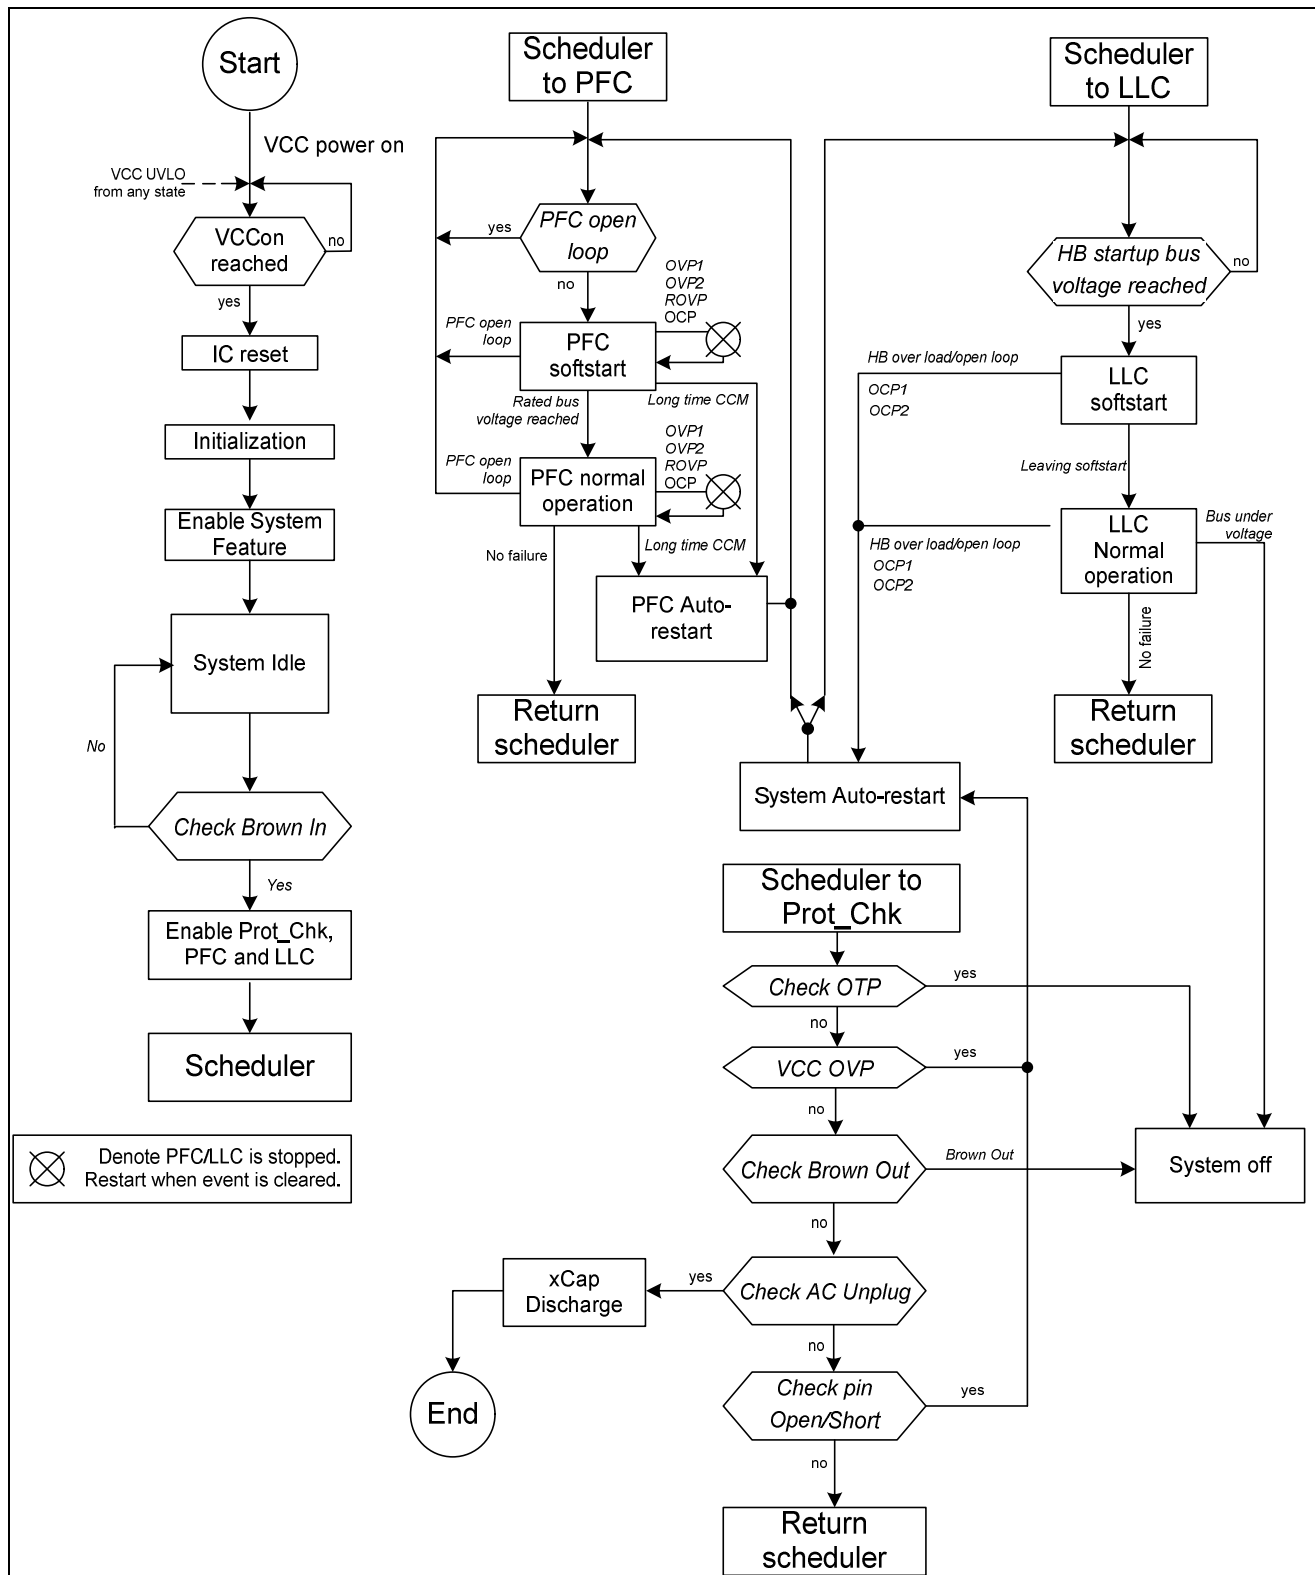 Start
VCC power on
VCC UVLO
from any state
VCCon
reached
no
yes
IC reset
Initialization
Enable System
Feature
System Idle
No
Check Brown In
Yes
Enable Prot_Chk,
PFC and LLC
Scheduler
Denote PFC/LLC is stopped.
Restart when event is cleared.
Scheduler
to PFC
PFC open
loop
yes
no
OVP1
OVP2
ROVP
OCP
PFC open
loop
PFC
softstart
Rated bus
voltage reached
Long time CCM
OVP1
OVP2
ROVP
OCP
PFC open
loop
PFC normal
operation
No failure
Long time CCM
PFC Auto-
restart
Return
scheduler
Scheduler
to LLC
HB startup bus
voltage reached
no
yes
HB over load/open loop
OCP1
OCP2
LLC
softstart
Leaving softstart
LLC
Normal
operation
Bus under
voltage
HB over load/open loop
OCP1
OCP2
No failure
Return
scheduler
System Auto-restart
Scheduler to
Prot_Chk
Check OTP
yes
no
VCC OVP
yes
no
Check Brown Out
Brown Out
System off
no
Check AC Unplug
yes
xCap
Discharge
End
no
Check pin
Open/Short
yes
no
Return
scheduler